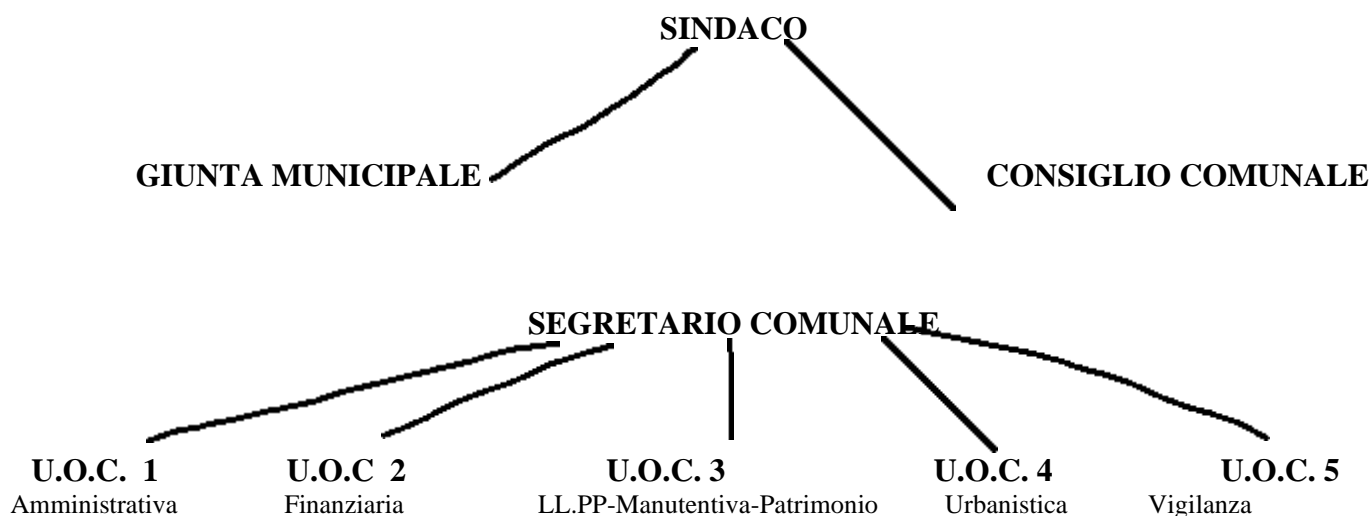 SINDACO
GIUNTA MUNICIPALE CONSIGLIO COMUNALE
SEGRETARIO COMUNALE
U.O.C. 1 U.O.C 2 U.O.C. 3 U.O.C. 4 U.O.C. 5
Amministrativa Finanziaria LL.PP-Manutentiva-Patrimonio Urbanistica Vigilanza